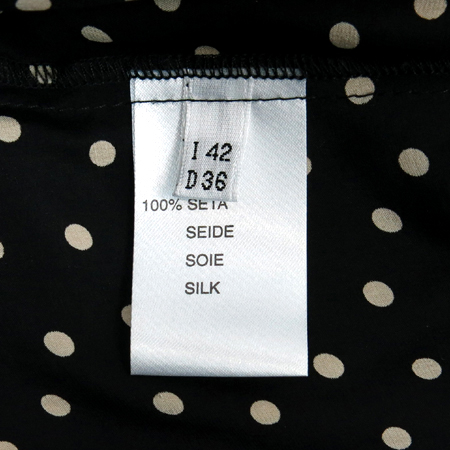 I 42
D 36
100% SETA
SEIDE
SOIE
SILK